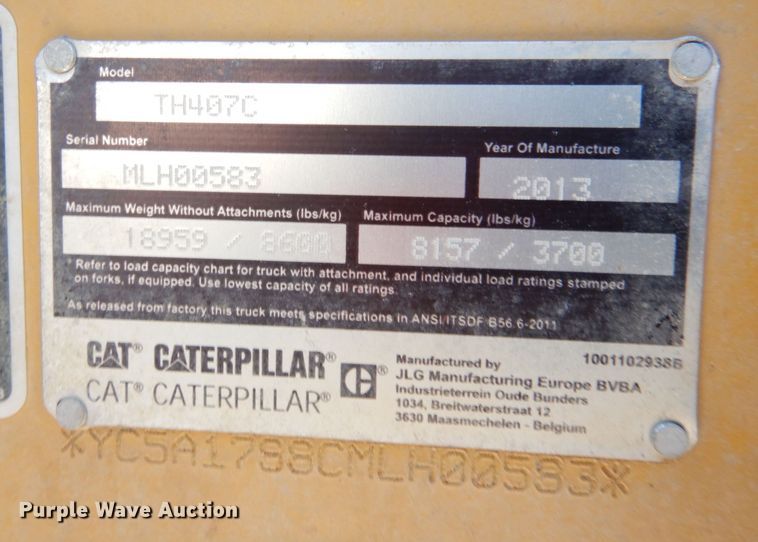 Model
TH407C
Serial Number
MLH00583
Year Of Manufacture
2013
Maximum Weight Without Attachments (lbs/kg)
18959 / 8600
Maximum Capacity (lbs/kg)
8157 / 3700
*Refer to load capacity chart for truck with attachment, and individual load ratings stamped
on forks, if equipped. Use lowest capacity of all ratings.
As released from factory this truck meets specifications in ANSI/ITSDF B56.6-2011
CAT® CATERPILLAR®
CAT® CATERPILLAR®
C ®
Manufactured by
1001102938B
JLG Manufacturing Europe BVBA
Industrieterrein Oude Bunders
1034, Breitwaterstraat 12
3630 Maasmechelen - Belgium
*YC5A1788CMLH00583*
Purple Wave Auction